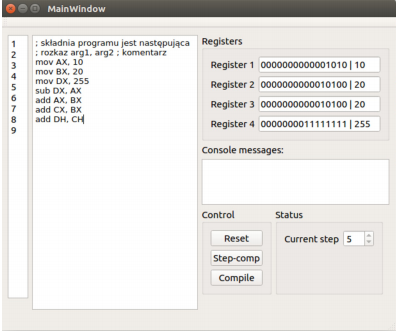 MainWindow
1
2
3
4
5
6
7
8
9
; składnia programu jest następująca
; rozkaz arg1, arg2 ; komentarz
mov AX, 10
mov BX, 20
mov DX, 255
sub DX, AX
add AX, BX
add CX, BX
add DH, CH
Registers
Register 1 0000000000001010 | 10
Register 2 0000000000010100 | 20
Register 3 0000000000010100 | 20
Register 4 0000000011111111 | 255
Console messages:
Control
Reset
Step-comp
Compile
Status
Current step 5